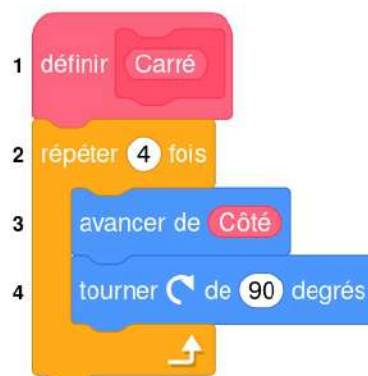 1 définir Carré
2 répéter 4 fois
3 avancer de Côté
4 tourner de 90 degrés